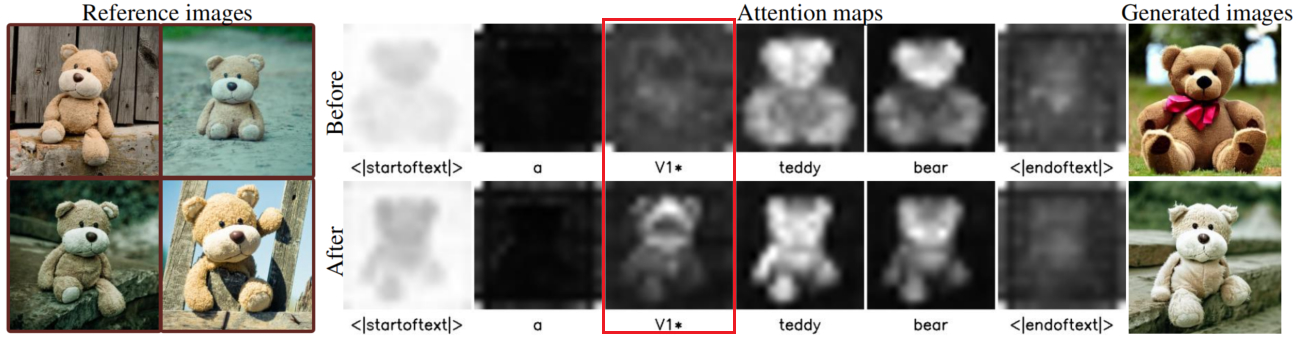 Reference images
Attention maps
Generated images
Before
<|startoftext|> a V1* teddy bear <|endoftext|>
After
<|startoftext|> a V1* teddy bear <|endoftext|>